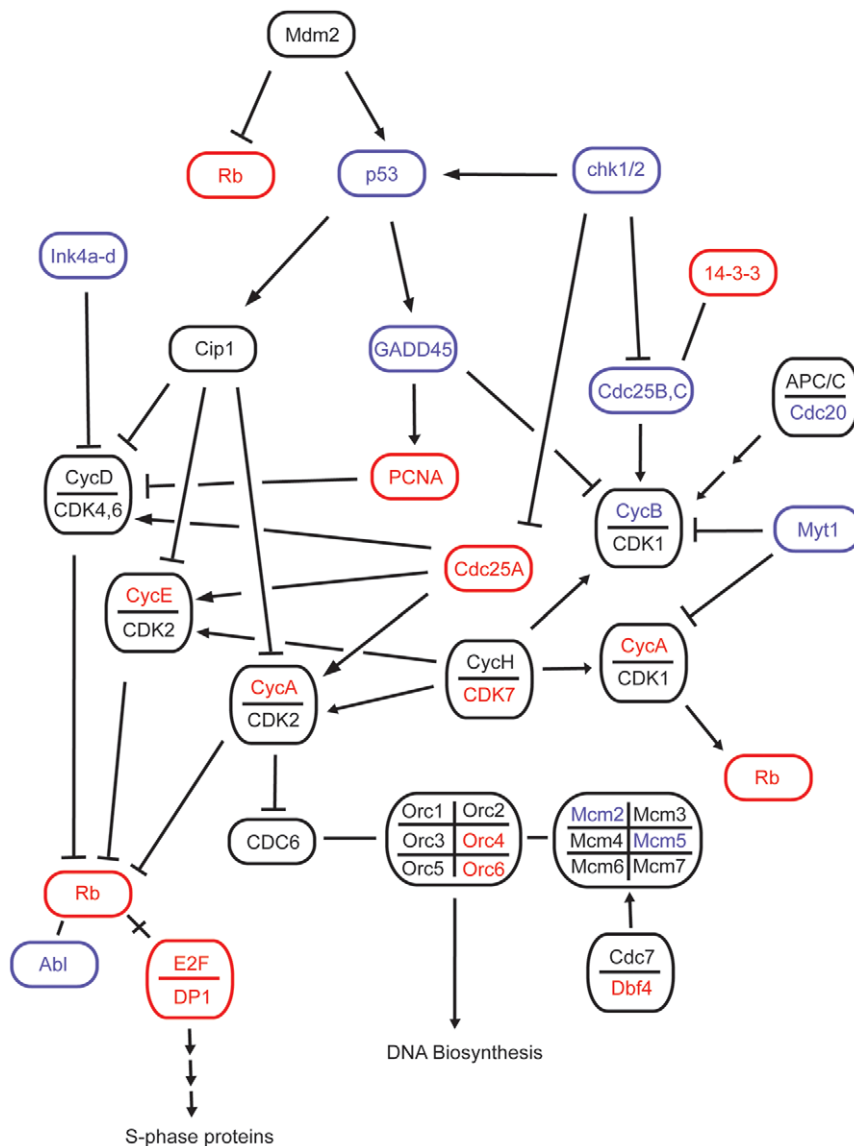 Mdm2
Rb
p53
chk1/2
Ink4a-d
14-3-3
Cip1
GADD45
Cdc25B,C
APC/C
Cdc20
CycD
CDK4,6
PCNA
CycB
CDK1
Myt1
Cdc25A
CycE
CDK2
CycH
CDK7
CycA
CDK1
CycA
CDK2
Rb
CDC6
Orc1 Orc2
Orc3 Orc4
Orc5 Orc6
Mcm2 Mcm3
Mcm4 Mcm5
Mcm6 Mcm7
Rb
Abl
E2F
DP1
Cdc7
Dbf4
DNA Biosynthesis
S-phase proteins